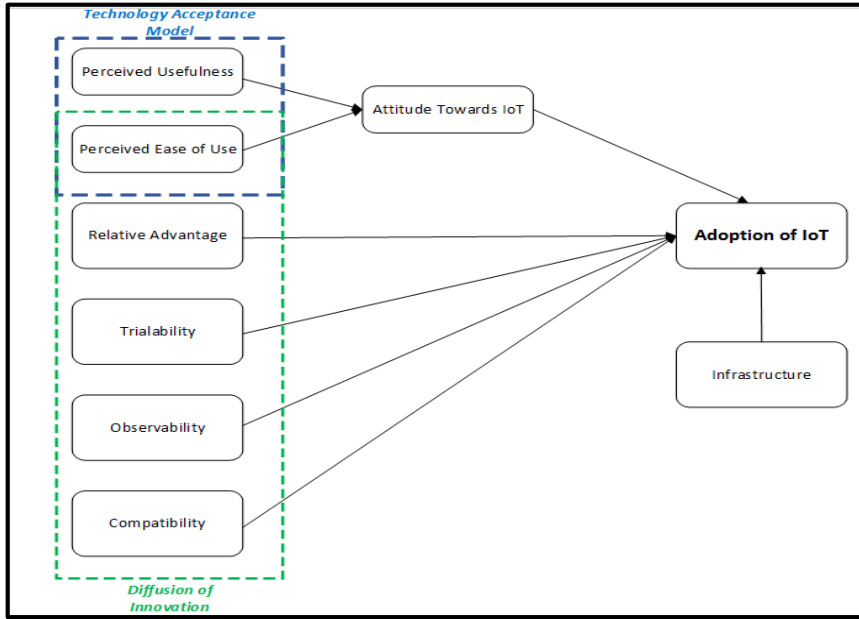 Technology Acceptance
Model
Perceived Usefulness
Attitude Towards IoT
Perceived Ease of Use
Relative Advantage
Adoption of IoT
Trialability
Infrastructure
Observability
Compatibility
Diffusion of
Innovation